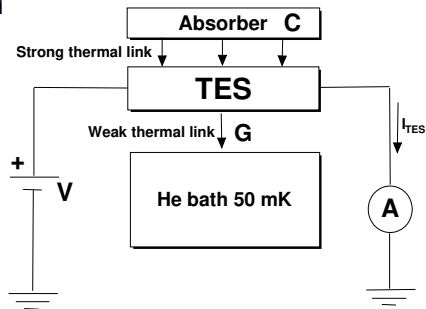 Absorber C
Strong thermal link
TES
Weak thermal link G
I_TES
+
V
He bath 50 mK
A